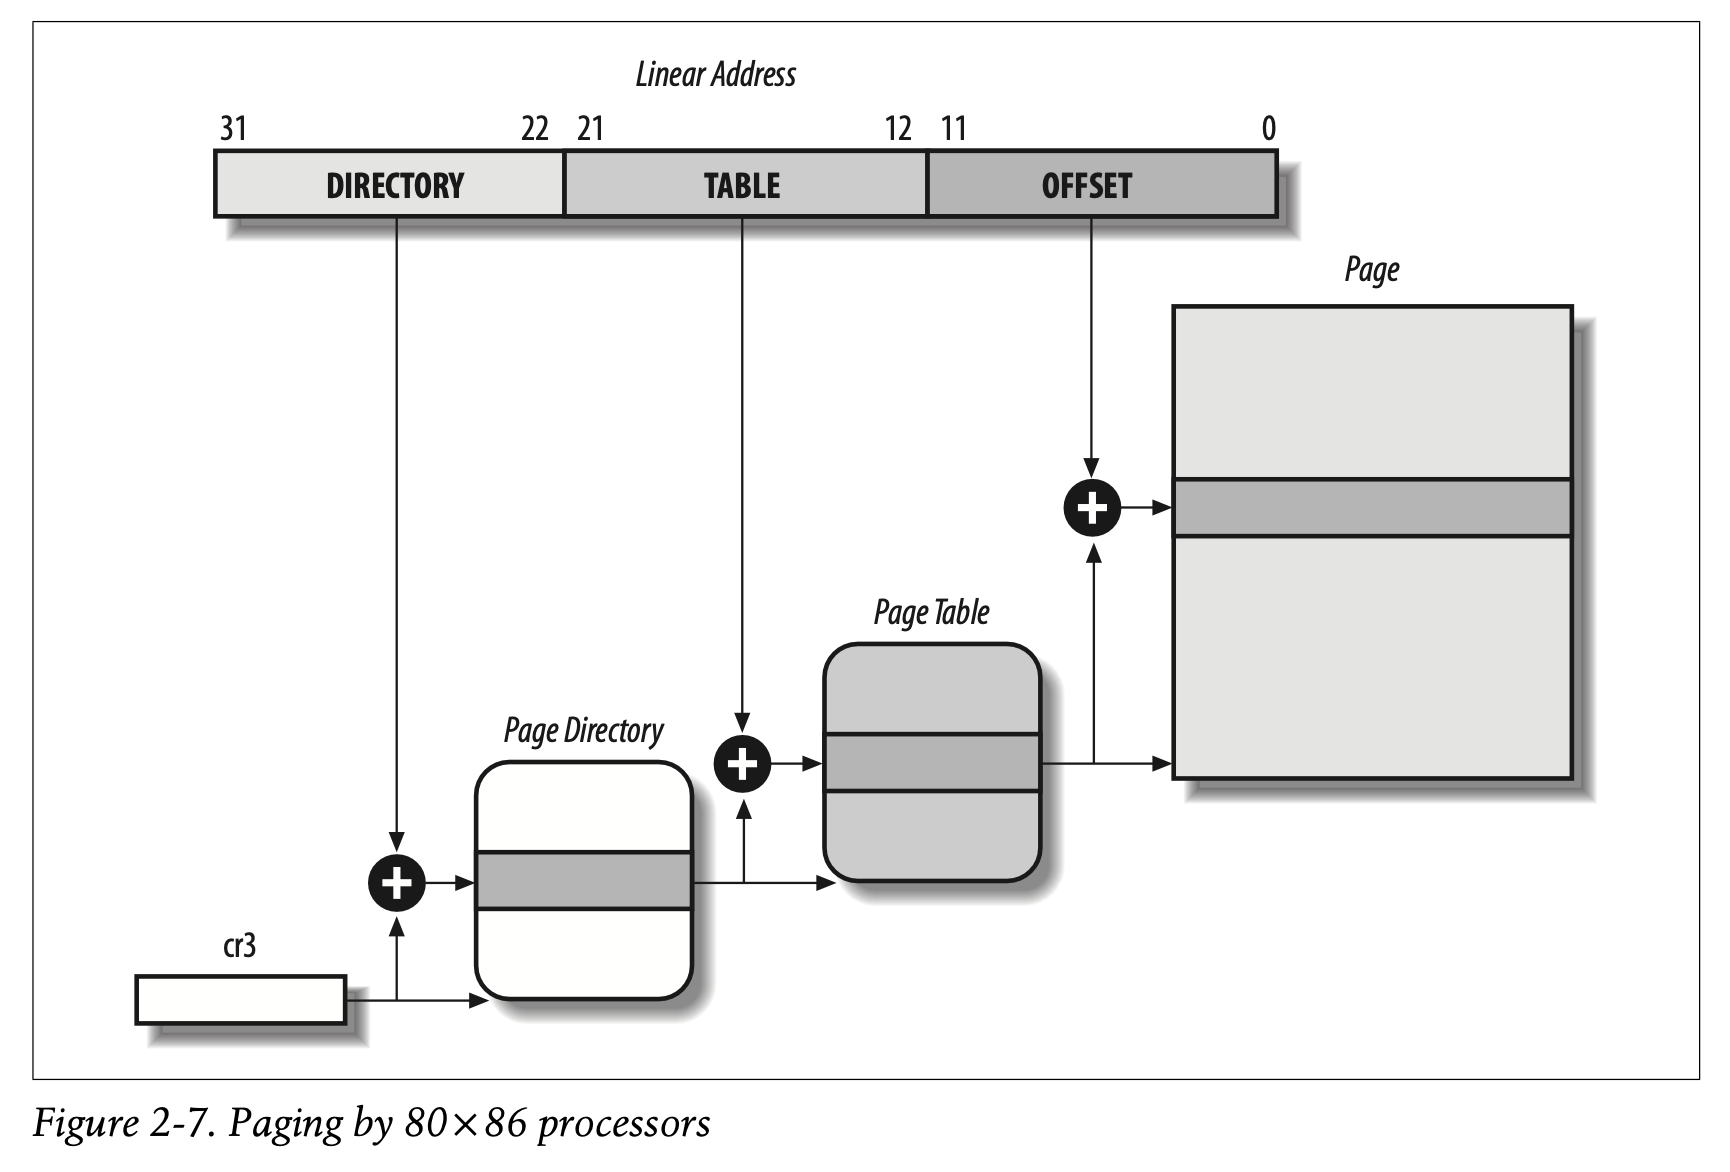 Linear Address
31 22 21 12 11 0
DIRECTORY TABLE OFFSET
Page
Page Table
Page Directory
cr3
Figure 2-7. Paging by 80×86 processors